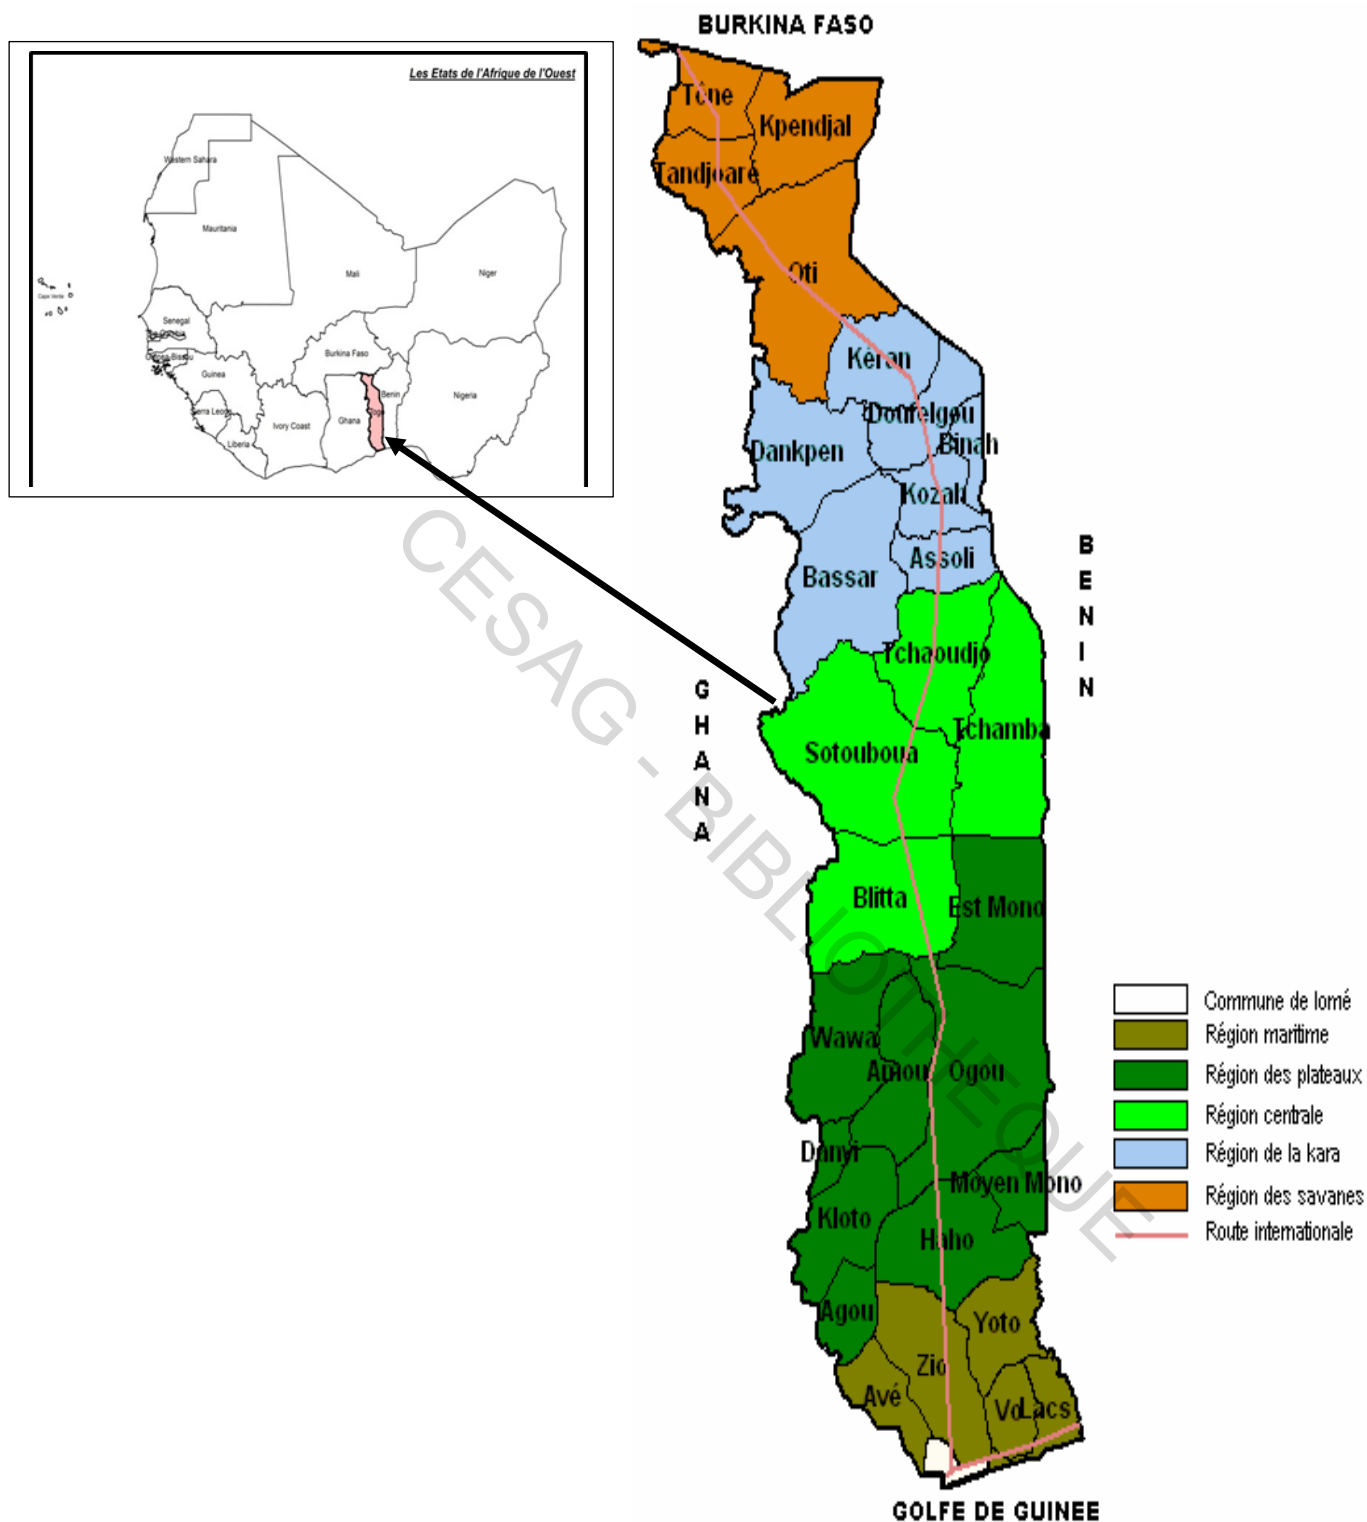 BURKINA FASO
Les Etats de l'Afrique de l'Ouest
Western Sahara
Mauritania
Mali
Niger
Cape Verde
Senegal
Burkina Faso
Guinea
Benin
Nigeria
Sierra Leone
Ivory Coast
Ghana
Togo
Liberia
Tône
Kpendjal
Tandjoaré
Oti
Kéran
Doufelgou
Binah
Dankpen
Kozah
Assoli
Bassar
Tchaoudjo
Tchamba
Sotouboua
Blitta
Est Mono
Wawa
Amou
Ogou
Danyi
Moyen Mono
Kloto
Haho
Agou
Yoto
Zio
Avé
Vo
Lacs
GHANA
BENIN
GOLFE DE GUINEE
Commune de lomé
Région maritime
Région des plateaux
Région centrale
Région de la kara
Région des savanes
Route internationale
CESAG - BIBLIOTHEQUE